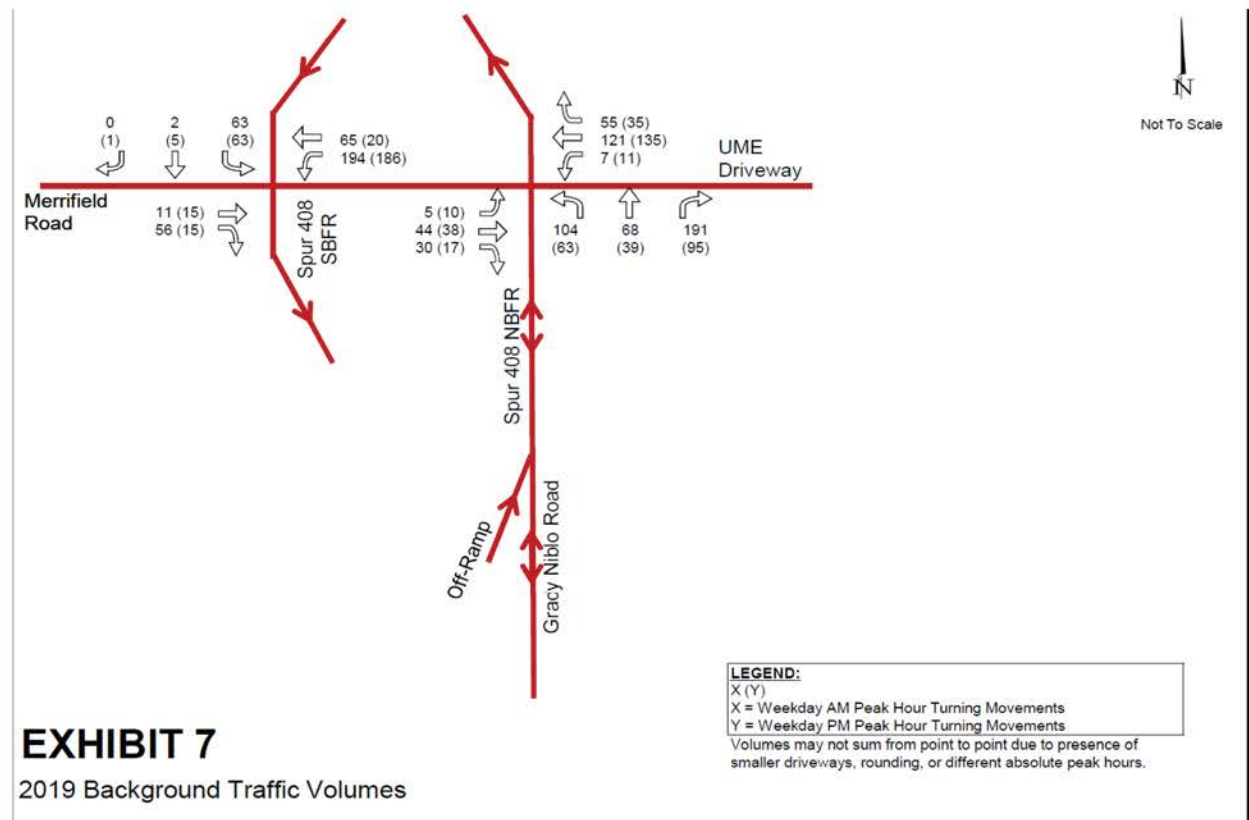 N
Not To Scale
0 2 63
(1) (5) (63)
65 (20)
194 (186)
55 (35)
121 (135)
7 (11)
UME
Driveway
Merrifield
Road
11 (15)
56 (15)
Spur 408
SBFR
5 (10)
44 (38)
30 (17)
104 68 191
(63) (39) (95)
Spur 408 NBFR
Off-Ramp
Gracy Niblo Road
LEGEND:
X (Y)
X = Weekday AM Peak Hour Turning Movements
Y = Weekday PM Peak Hour Turning Movements
Volumes may not sum from point to point due to presence of
smaller driveways, rounding, or different absolute peak hours.
EXHIBIT 7
2019 Background Traffic Volumes